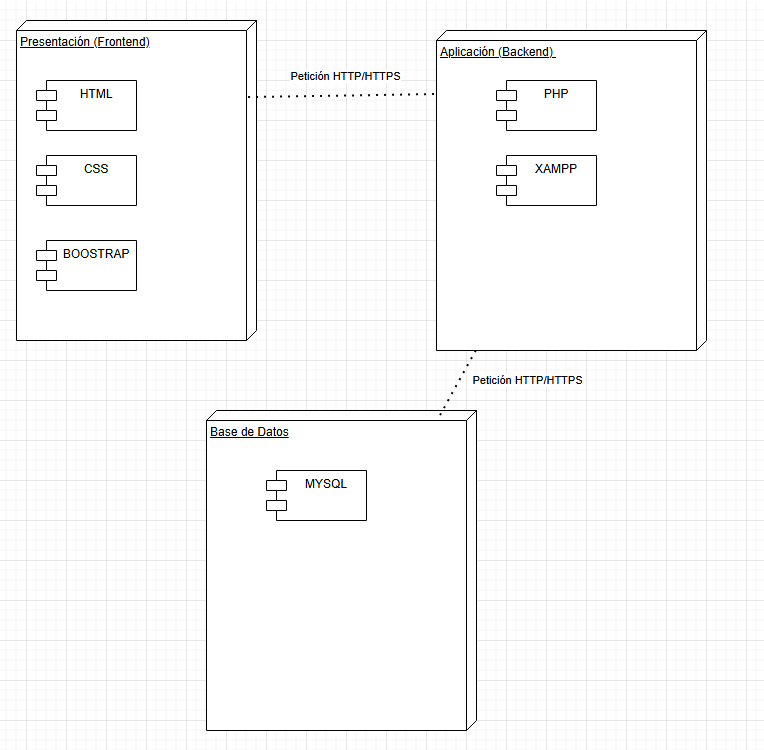 Presentación (Frontend)
HTML
CSS
BOOSTRAP
Petición HTTP/HTTPS
Aplicación (Backend)
PHP
XAMPP
Petición HTTP/HTTPS
Base de Datos
MYSQL